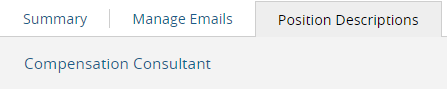 Summary Manage Emails Position Descriptions
Compensation Consultant